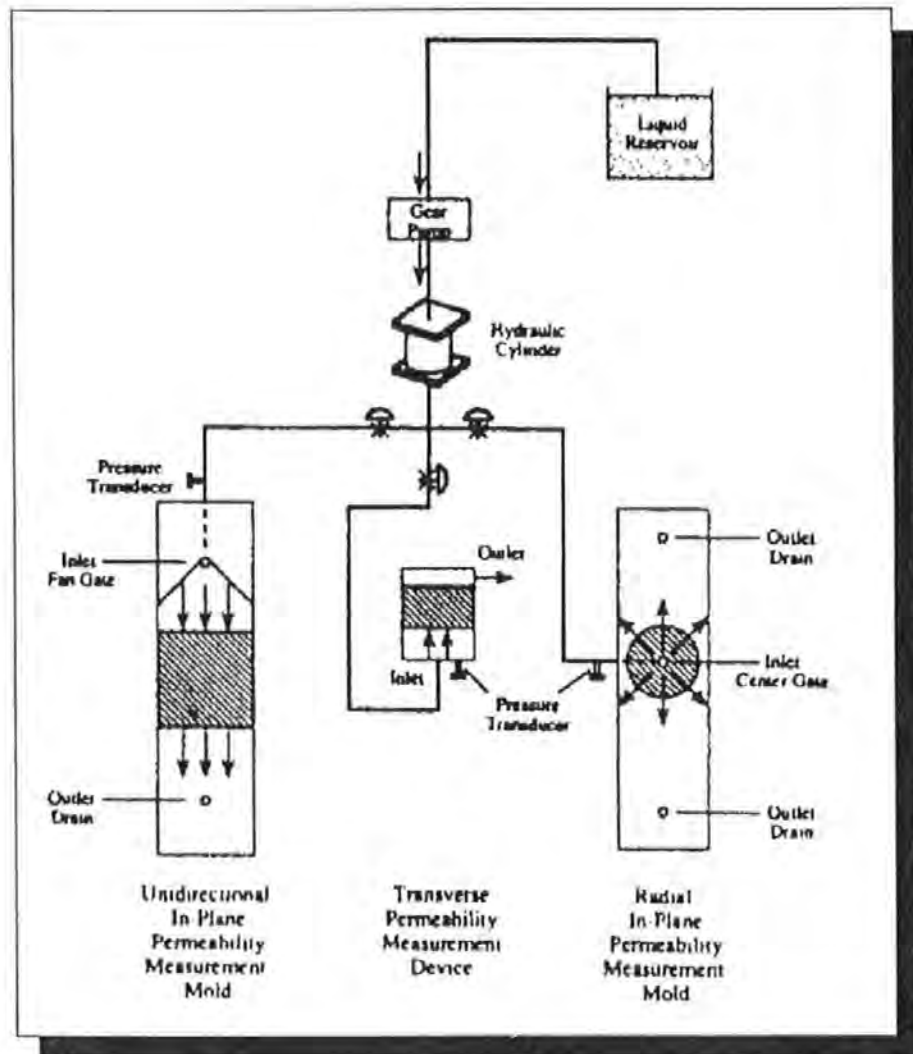 Liquid
Reservoir
Gear
Pump
Hydraulic
Cylinder
Pressure
Transducer
Inlet
Fan Gate
Outlet
Drain
Outlet
Inlet
Pressure
Transducer
Outlet
Drain
Inlet
Center Gate
Outlet
Drain
Unidirectional
In-Plane
Permeability
Measurement
Mold
Transverse
Permeability
Measurement
Device
Radial
In-Plane
Permeability
Measurement
Mold